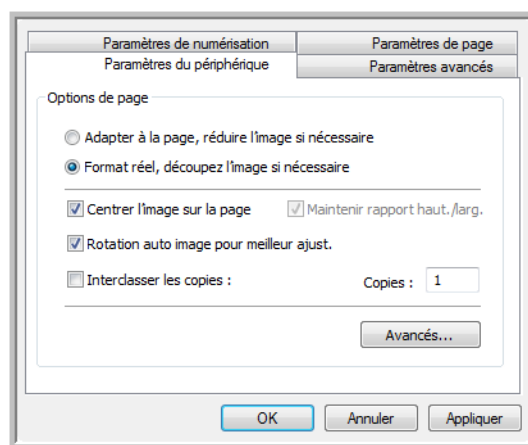 Paramètres de numérisation
Paramètres de page
Paramètres du périphérique
Paramètres avancés
Options de page
Adapter à la page, réduire l'image si nécessaire
Format réel, découpez l'image si nécessaire
Centrer l'image sur la page
Maintenir rapport haut./larg.
Rotation auto image pour meilleur ajust.
Interclasser les copies :
Copies : 1
Avancés...
OK
Annuler
Appliquer